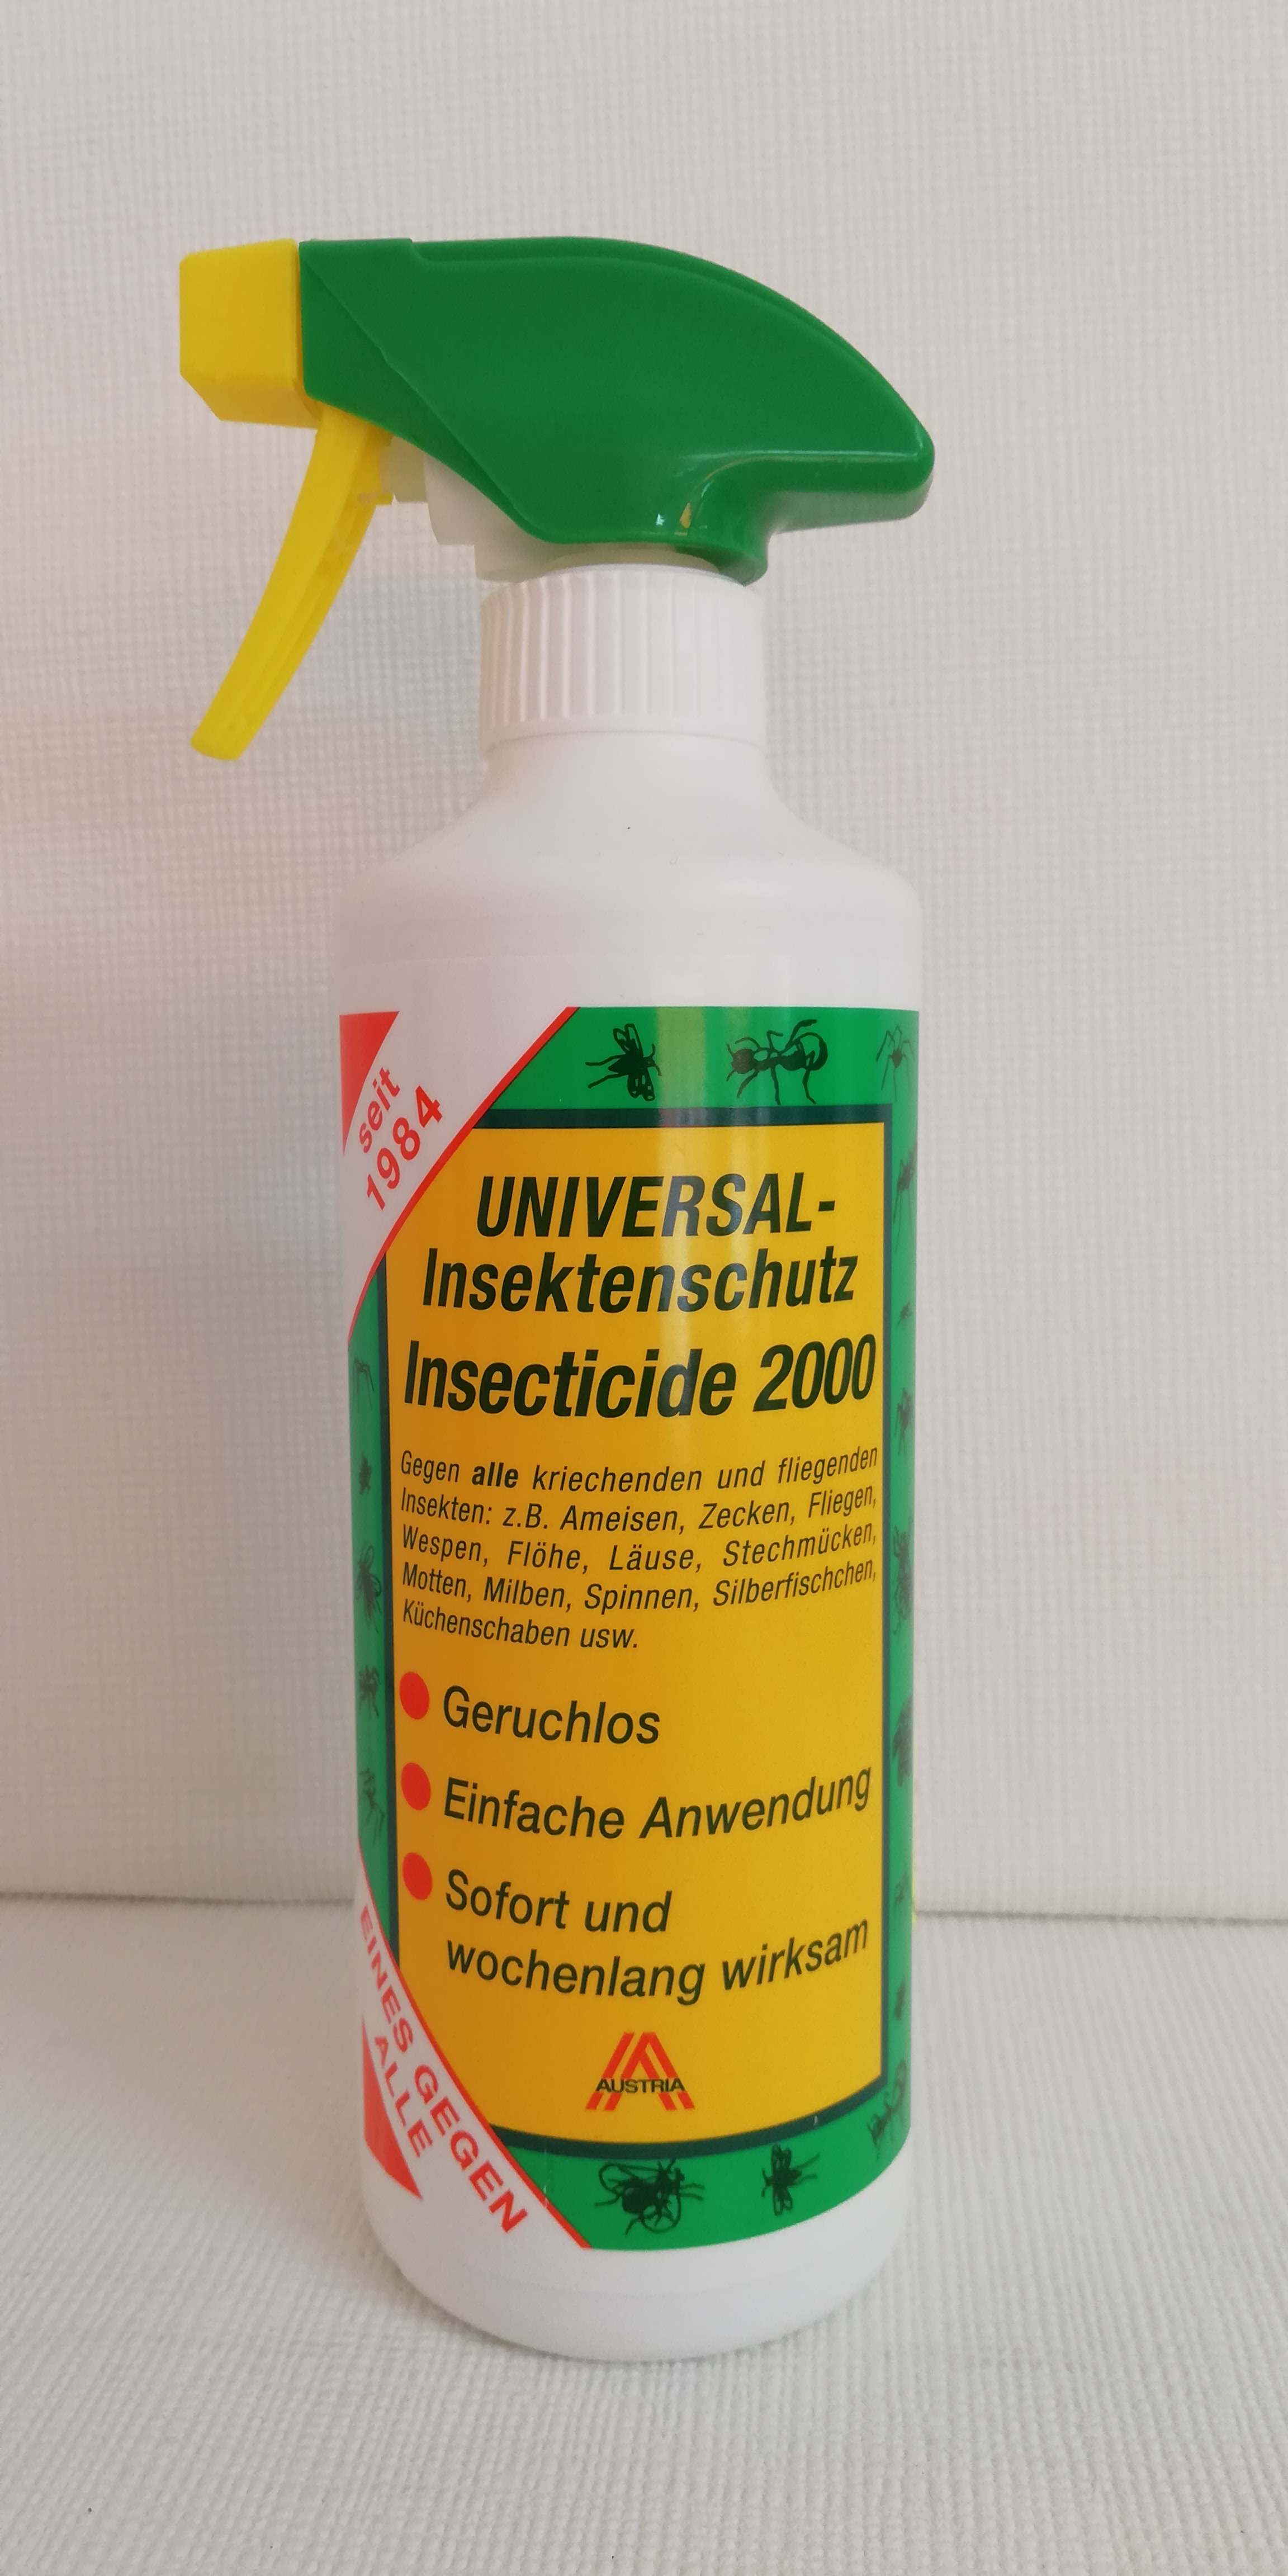 seit
1984
UNIVERSAL-
Insektenschutz
Insecticide 2000
Gegen alle kriechenden und fliegenden
Insekten: z.B. Ameisen, Zecken, Fliegen,
Wespen, Flöhe, Läuse, Stechmücken,
Motten, Milben, Spinnen, Silberfischchen,
Küchenschaben usw.
Geruchlos
Einfache Anwendung
Sofort und
wochenlang wirksam
AUSTRIA
EINES GEGEN
ALLE